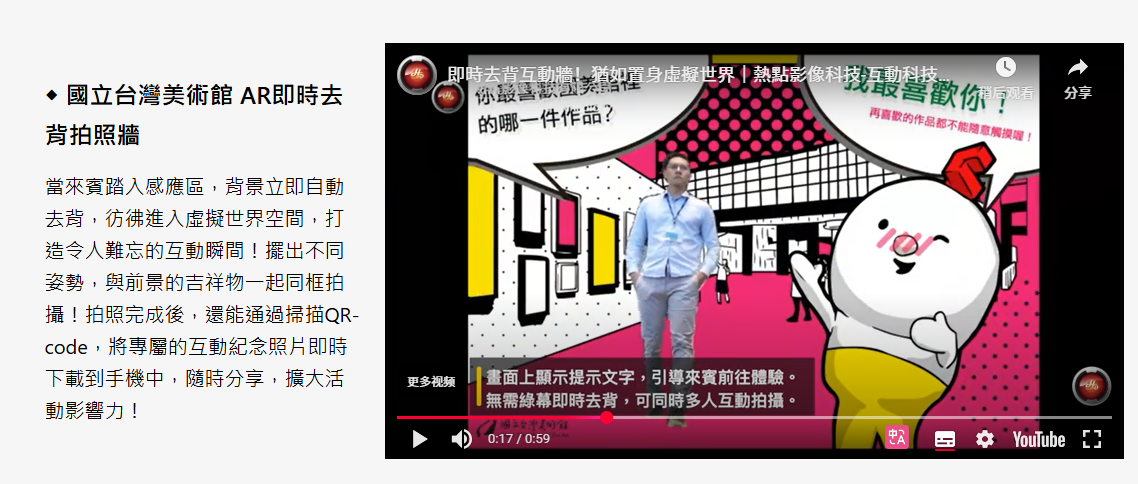 ◆ 國立台灣美術館 AR即時去
背拍照牆
當來賓踏入感應區，背景立即自動
去背，彷彿進入虛擬世界空間，打
造令人難忘的互動瞬間！擺出不同
姿勢，與前景的吉祥物一起同框拍
攝！拍照完成後，還能通過掃描QR-
code，將專屬的互動紀念照片即時
下載到手機中，隨時分享，擴大活
動影響力！
即時去背互動牆！猶如置身虛擬世界｜熱點影像科技-互動科技...
稍后观看
分享
你最喜歡國美館裡
的哪一件作品？
我最喜歡你！
再喜歡的作品都不能隨意觸摸喔！
更多视频
畫面上顯示提示文字，引導來賓前往體驗。
無需綠幕即時去背，可同時多人互動拍攝。
國立台灣美術館
0:17 / 0:59
中
A
YouTube